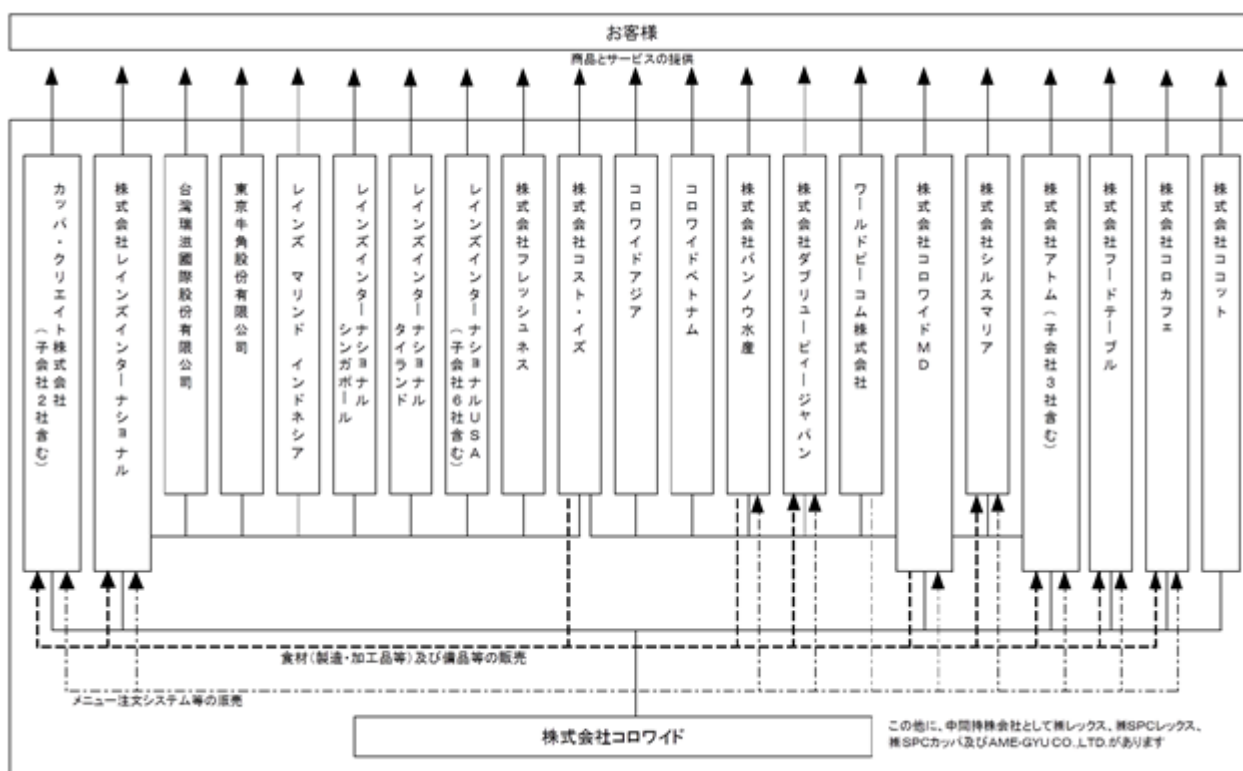 お客様
商品とサービスの提供
カッパ・クリエイト株式会社
(子会社2社含む)
株式会社レインズインターナショナル
台灣瑞滋國際股份有限公司
東京牛角股份有限公司
レインズ マリンド インドネシア
レインズインターナショナル
シンガポール
レインズインターナショナル
タイランド
レインズインターナショナルUSA
(子会社6社含む)
株式会社フレッシュネス
株式会社コスト・イズ
コロワイドアジア
コロワイドベトナム
株式会社バンノウ水産
株式会社ダブリューピィージャパン
ワールドピーコム株式会社
株式会社コロワイドMD
株式会社シルスマリア
株式会社アトム(子会社3社含む)
株式会社フードテーブル
株式会社コロカフェ
株式会社ココット
食材(製造・加工品等)及び備品等の販売
メニュー注文システム等の販売
株式会社コロワイド
この他に、中間持株会社として㈱レックス、㈱SPCレックス、
㈱SPCカッパ及びAME-GYU CO.,LTD.があります